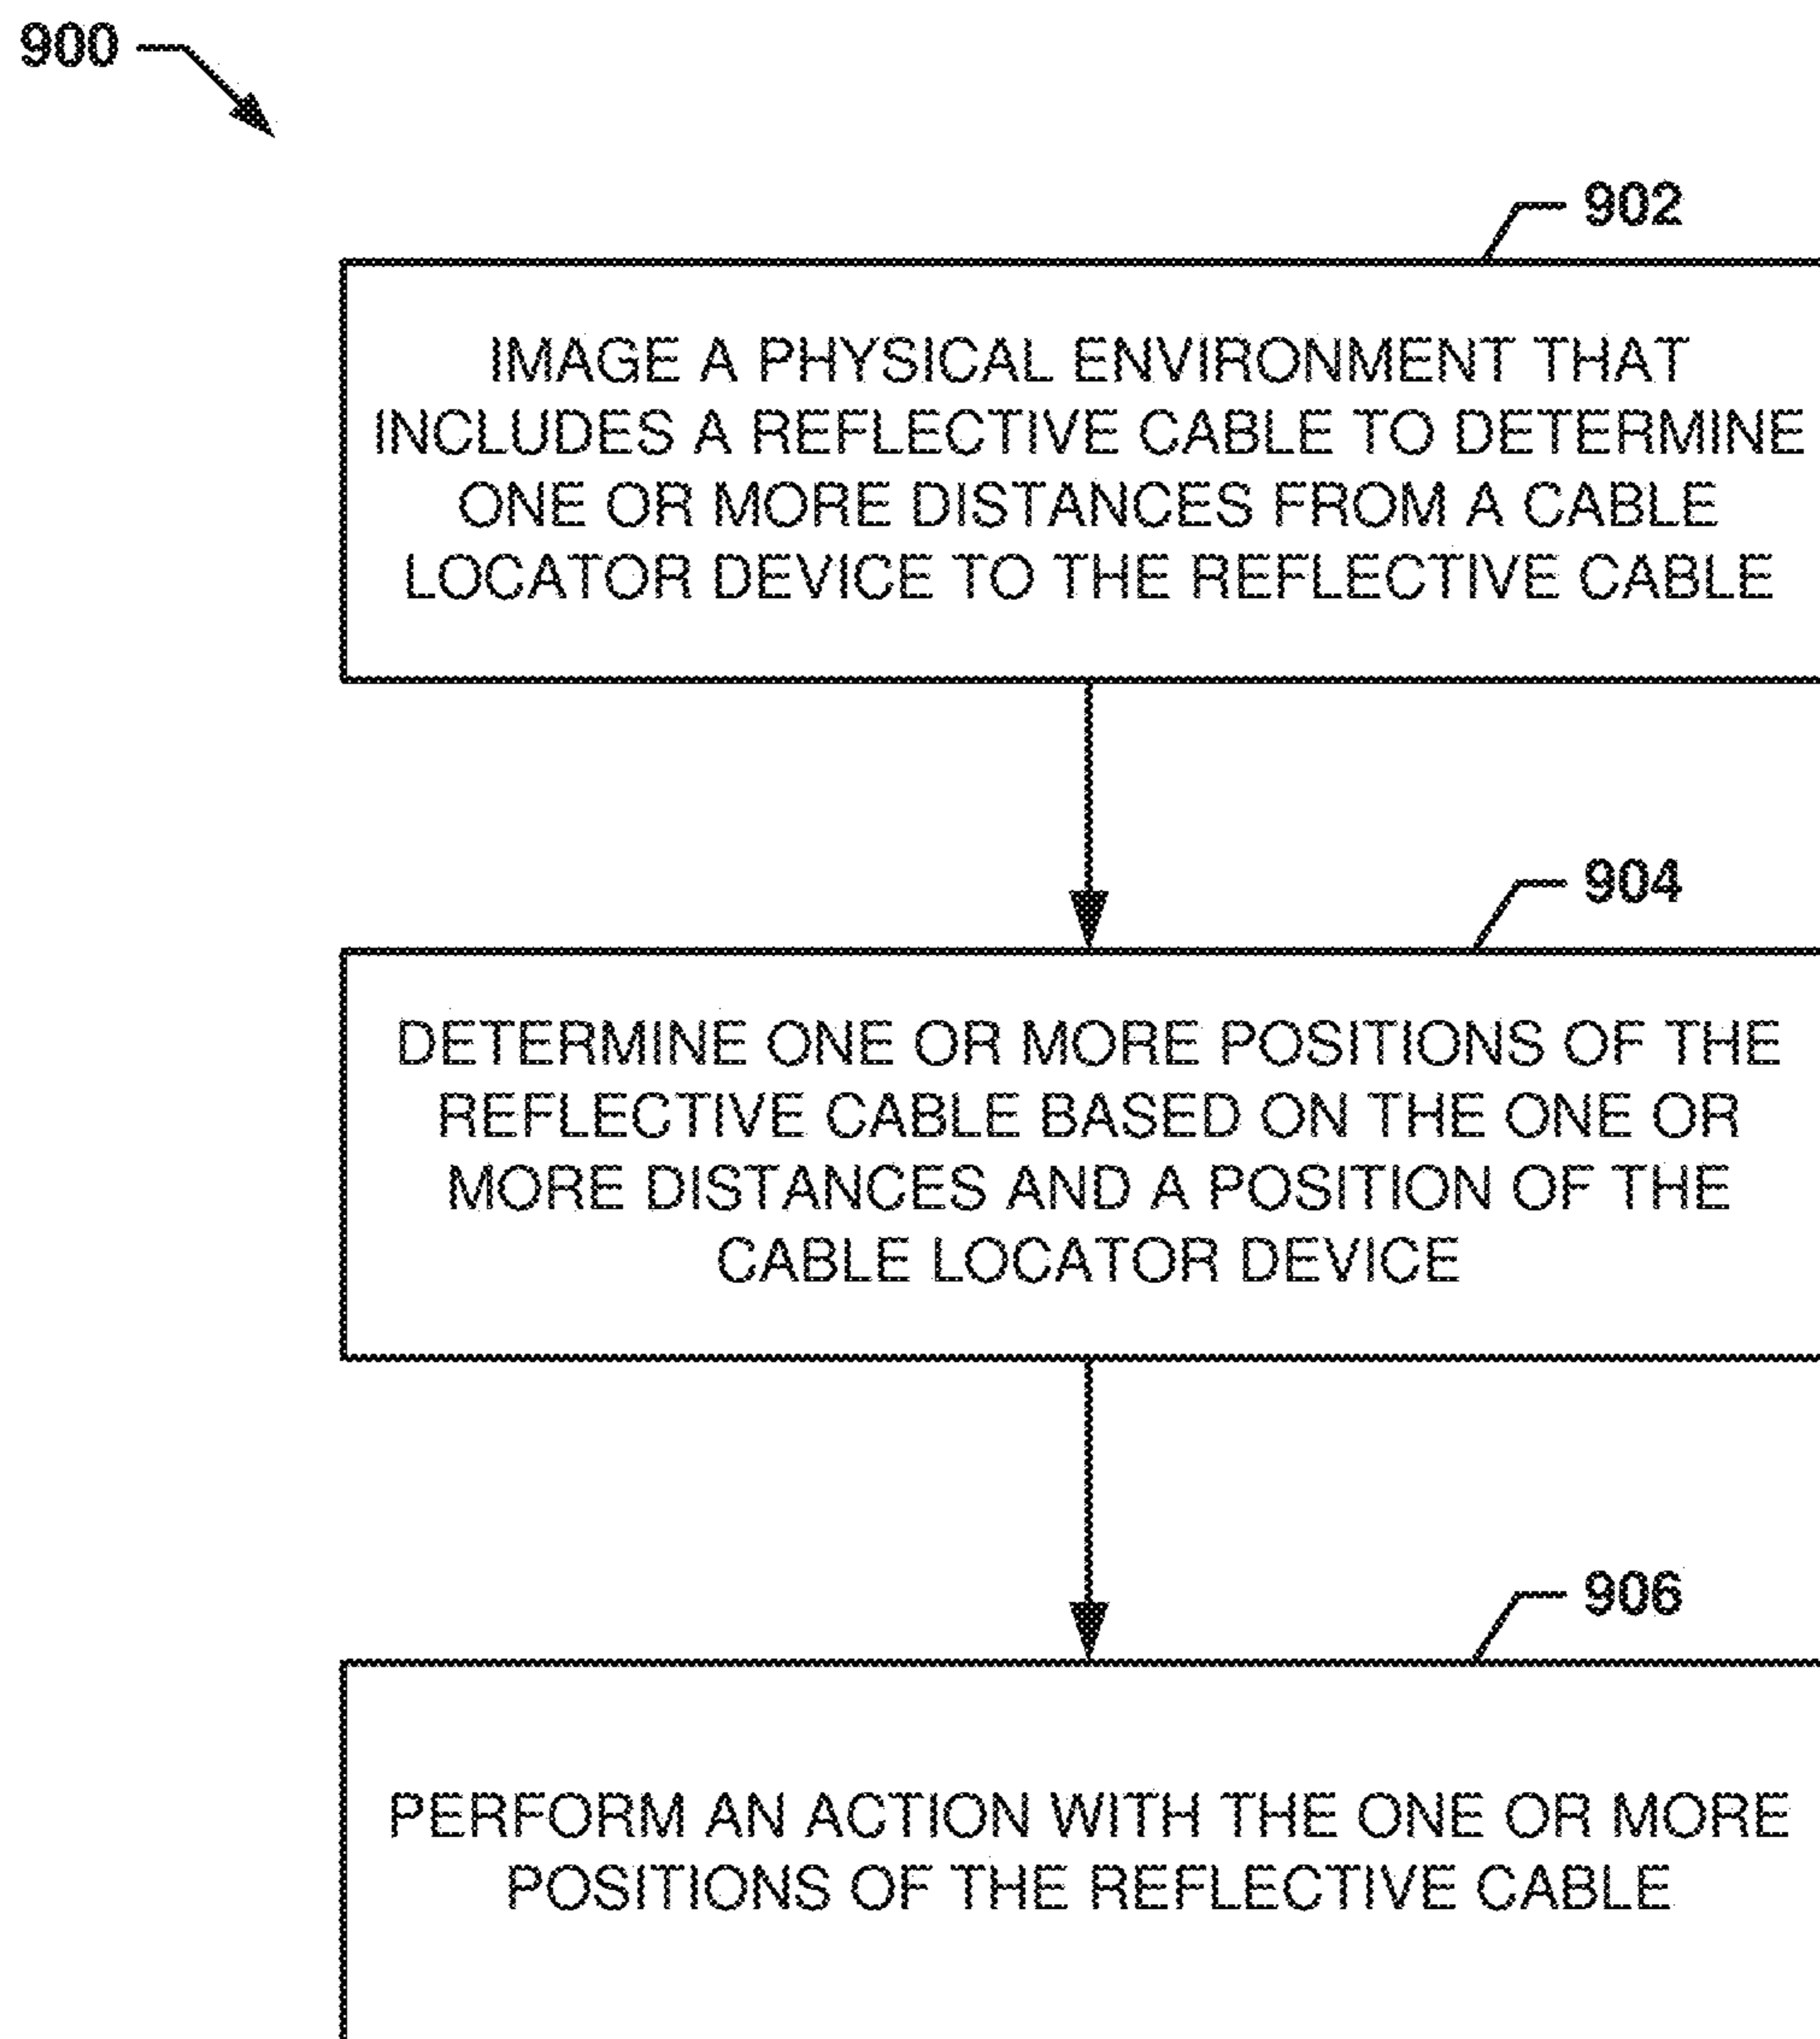 900
902
IMAGE A PHYSICAL ENVIRONMENT THAT
INCLUDES A REFLECTIVE CABLE TO DETERMINE
ONE OR MORE DISTANCES FROM A CABLE
LOCATOR DEVICE TO THE REFLECTIVE CABLE
904
DETERMINE ONE OR MORE POSITIONS OF THE
REFLECTIVE CABLE BASED ON THE ONE OR
MORE DISTANCES AND A POSITION OF THE
CABLE LOCATOR DEVICE
906
PERFORM AN ACTION WITH THE ONE OR MORE
POSITIONS OF THE REFLECTIVE CABLE